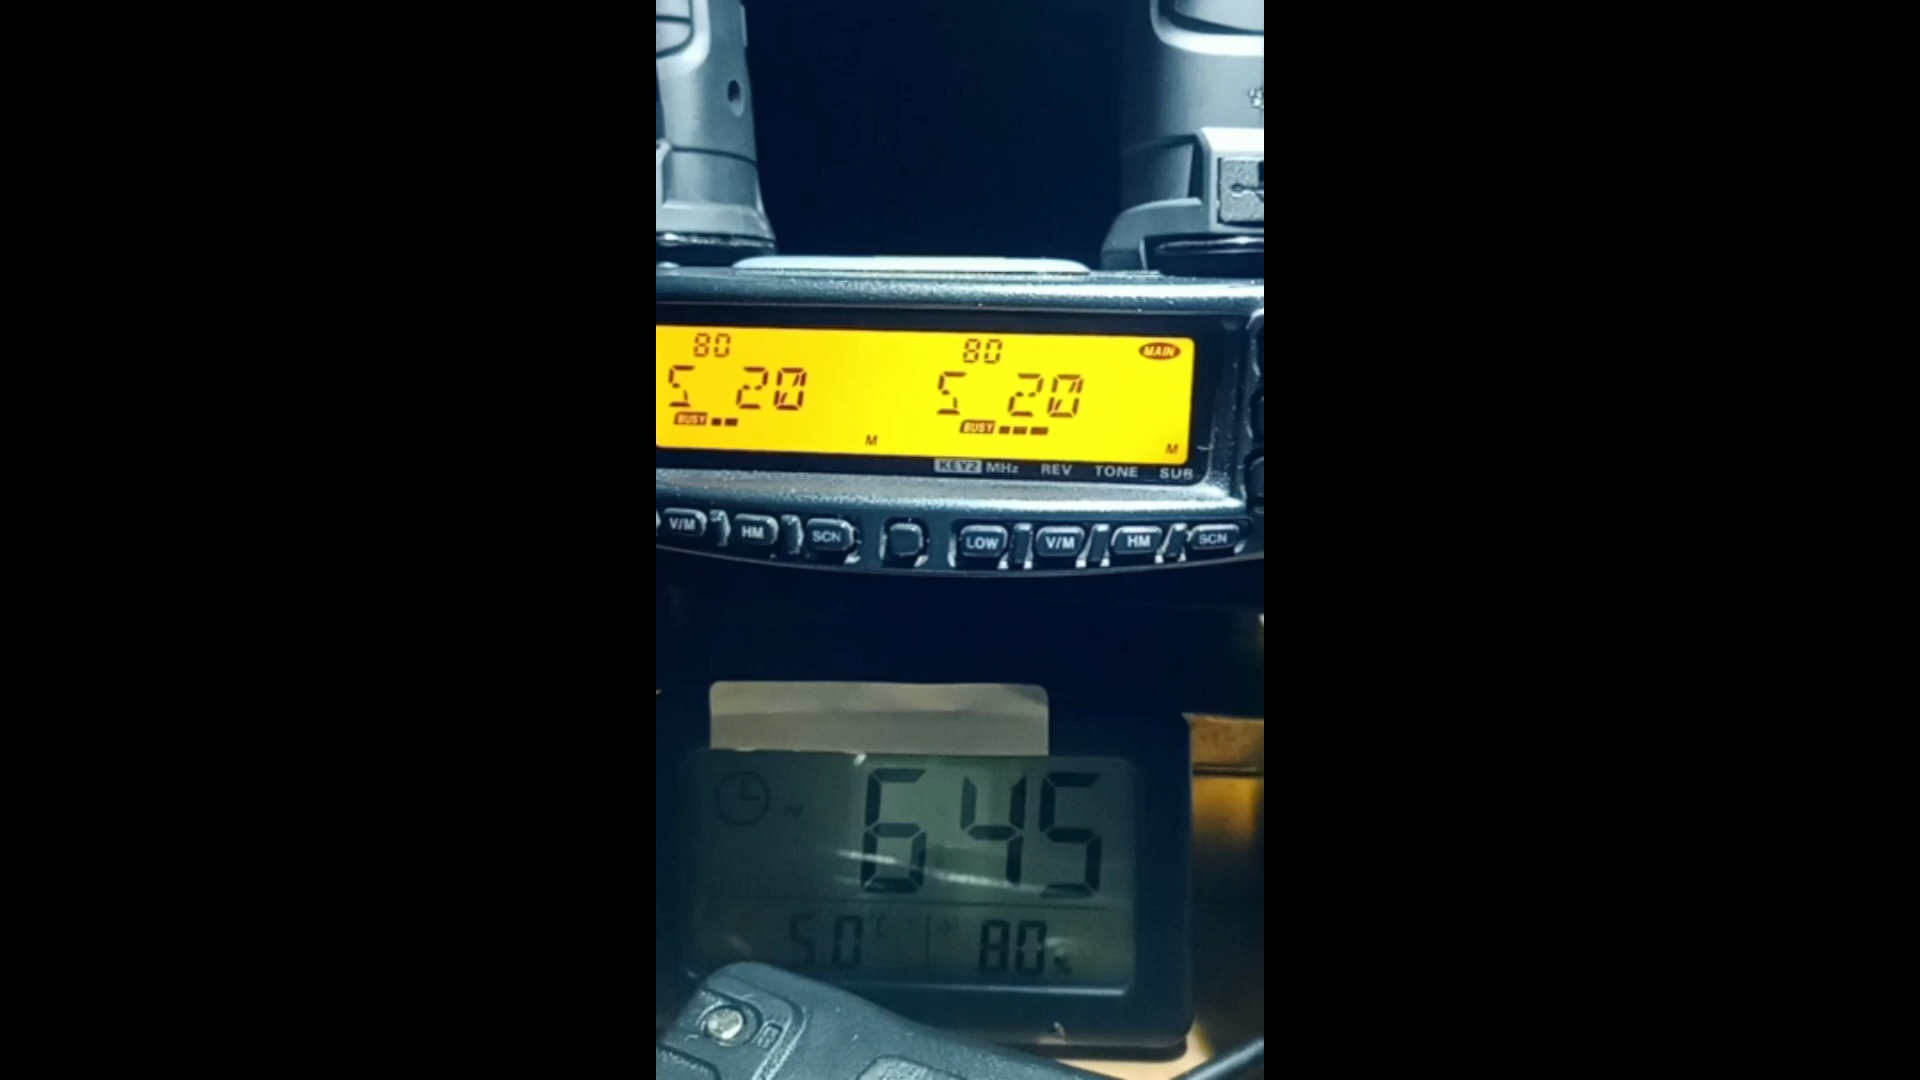 80 80 MAIN
S 20 S 20
BUSY BUSY
M M
KEY2 MHz REV TONE SUB
V/M HM SCN LOW V/M HM SCN
645
5.0 °C 80 %